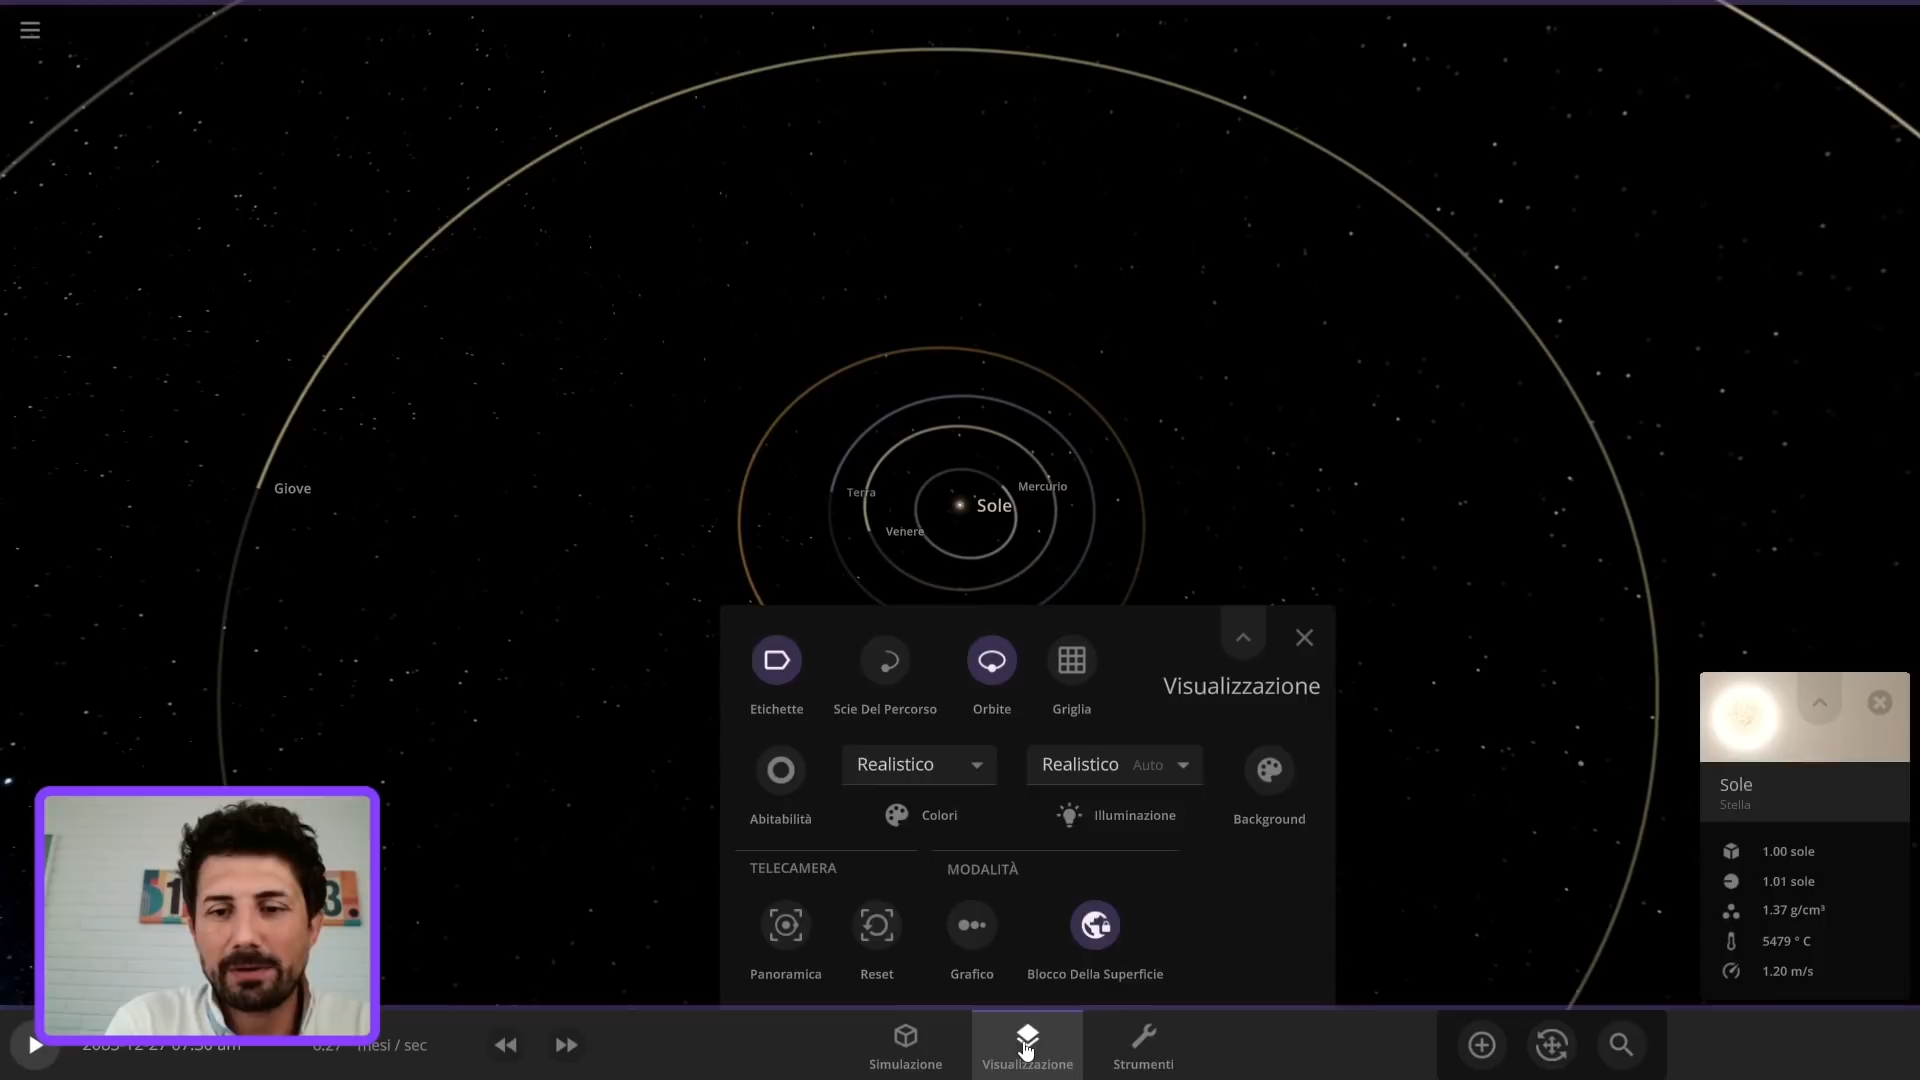 Giove
Terra
Mercurio
Sole
Venere
Etichette
Scie Del Percorso
Orbite
Griglia
Visualizzazione
Abitabilità
Realistico
Colori
Realistico Auto
Illuminazione
Background
TELECAMERA
MODALITÀ
Panoramica
Reset
Grafico
Blocco Della Superficie
Sole
Stella
1.00 sole
1.01 sole
1.37 g/cm³
5479 ° C
1.20 m/s
mesi / sec
Simulazione
Visualizzazione
Strumenti